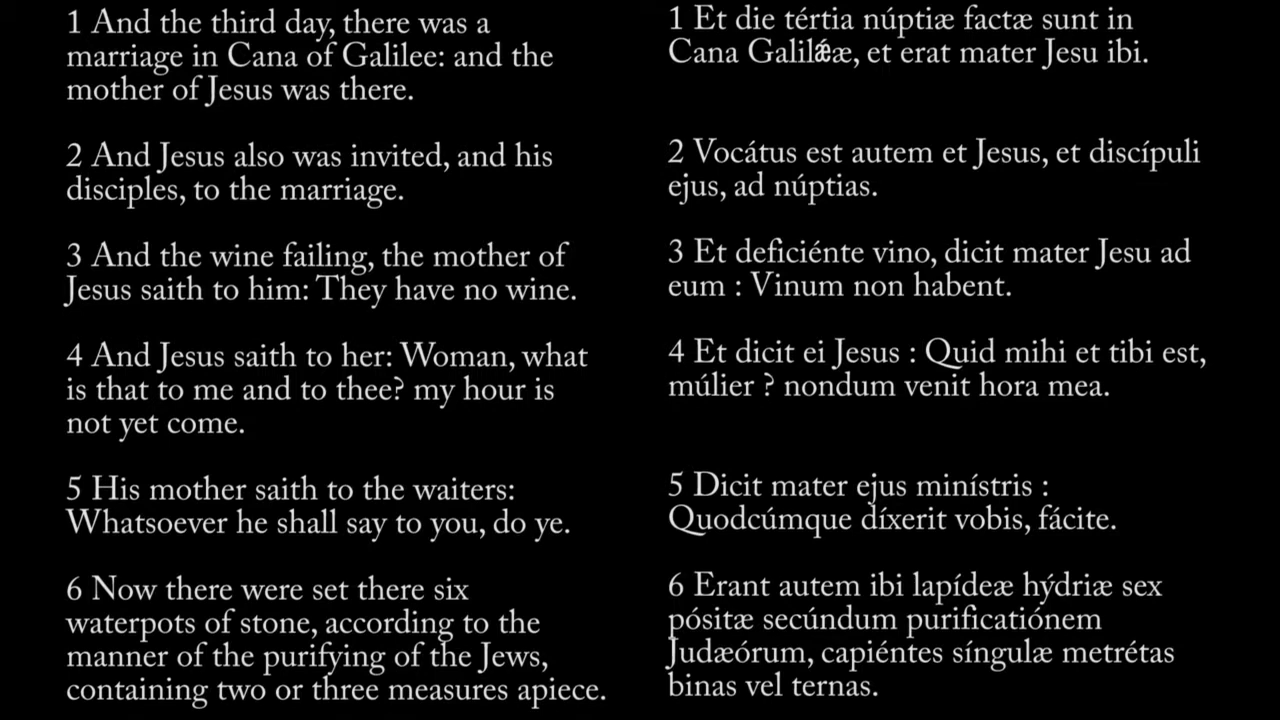 1 And the third day, there was a
marriage in Cana of Galilee: and the
mother of Jesus was there.
2 And Jesus also was invited, and his
disciples, to the marriage.
3 And the wine failing, the mother of
Jesus saith to him: They have no wine.
4 And Jesus saith to her: Woman, what
is that to me and to thee? my hour is
not yet come.
5 His mother saith to the waiters:
Whatsoever he shall say to you, do ye.
6 Now there were set there six
waterpots of stone, according to the
manner of the purifying of the Jews,
containing two or three measures apiece.
1 Et die tértia núptiæ factæ sunt in
Cana Galilǽæ, et erat mater Jesu ibi.
2 Vocátus est autem et Jesus, et discípuli
ejus, ad núptias.
3 Et deficiénte vino, dicit mater Jesu ad
eum : Vinum non habent.
4 Et dicit ei Jesus : Quid mihi et tibi est,
múlier ? nondum venit hora mea.
5 Dicit mater ejus minístris :
Quodcúmque díxerit vobis, fácite.
6 Erant autem ibi lapídeæ hýdriæ sex
pósitæ secúndum purificatiónem
Judæórum, capiéntes síngulæ metrétas
binas vel ternas.